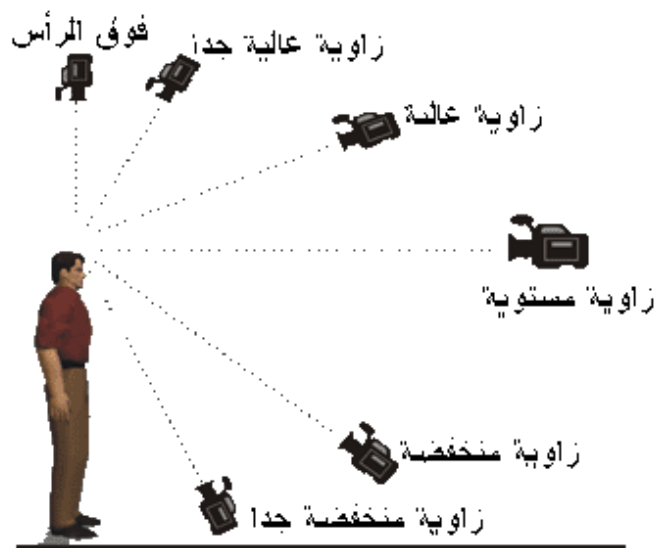 فوق الرأس
زاوية عالية جدا
زاوية عالية
زاوية مستوية
زاوية منخفضة
زاوية منخفضة جدا